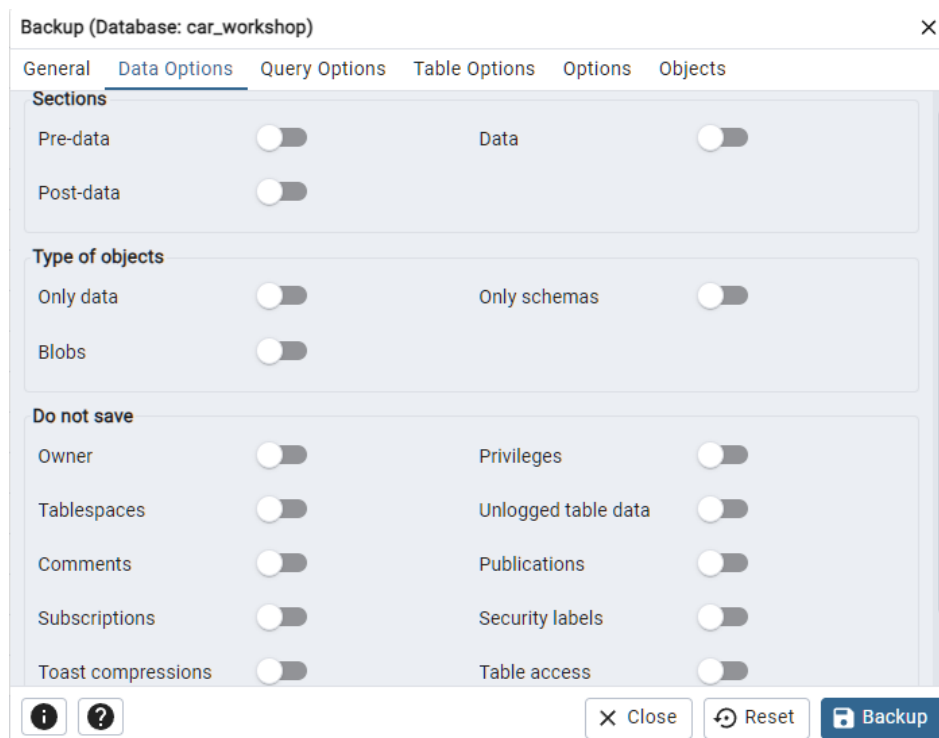 Backup (Database: car_workshop)
General Data Options Query Options Table Options Options Objects
Sections
Pre-data Data
Post-data
Type of objects
Only data Only schemas
Blobs
Do not save
Owner Privileges
Tablespaces Unlogged table data
Comments Publications
Subscriptions Security labels
Toast compressions Table access
Close Reset Backup